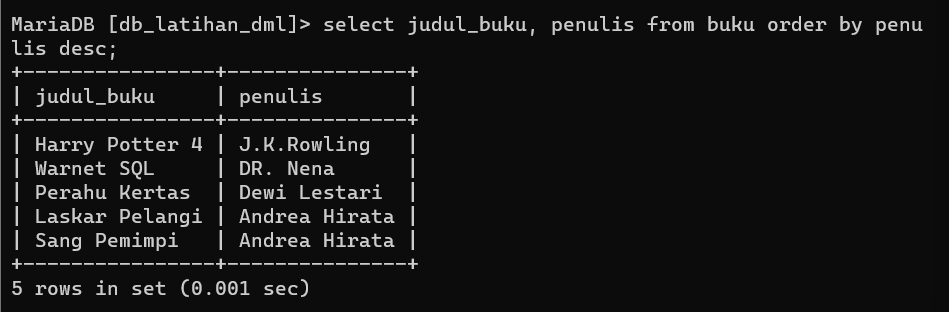 MariaDB [db_latihan_dml]> select judul_buku, penulis from buku order by penu
lis desc;
+----------------+---------------+
| judul_buku     | penulis       |
+----------------+---------------+
| Harry Potter 4 | J.K.Rowling   |
| Warnet SQL     | DR. Nena      |
| Perahu Kertas  | Dewi Lestari  |
| Laskar Pelangi | Andrea Hirata |
| Sang Pemimpi   | Andrea Hirata |
+----------------+---------------+
5 rows in set (0.001 sec)